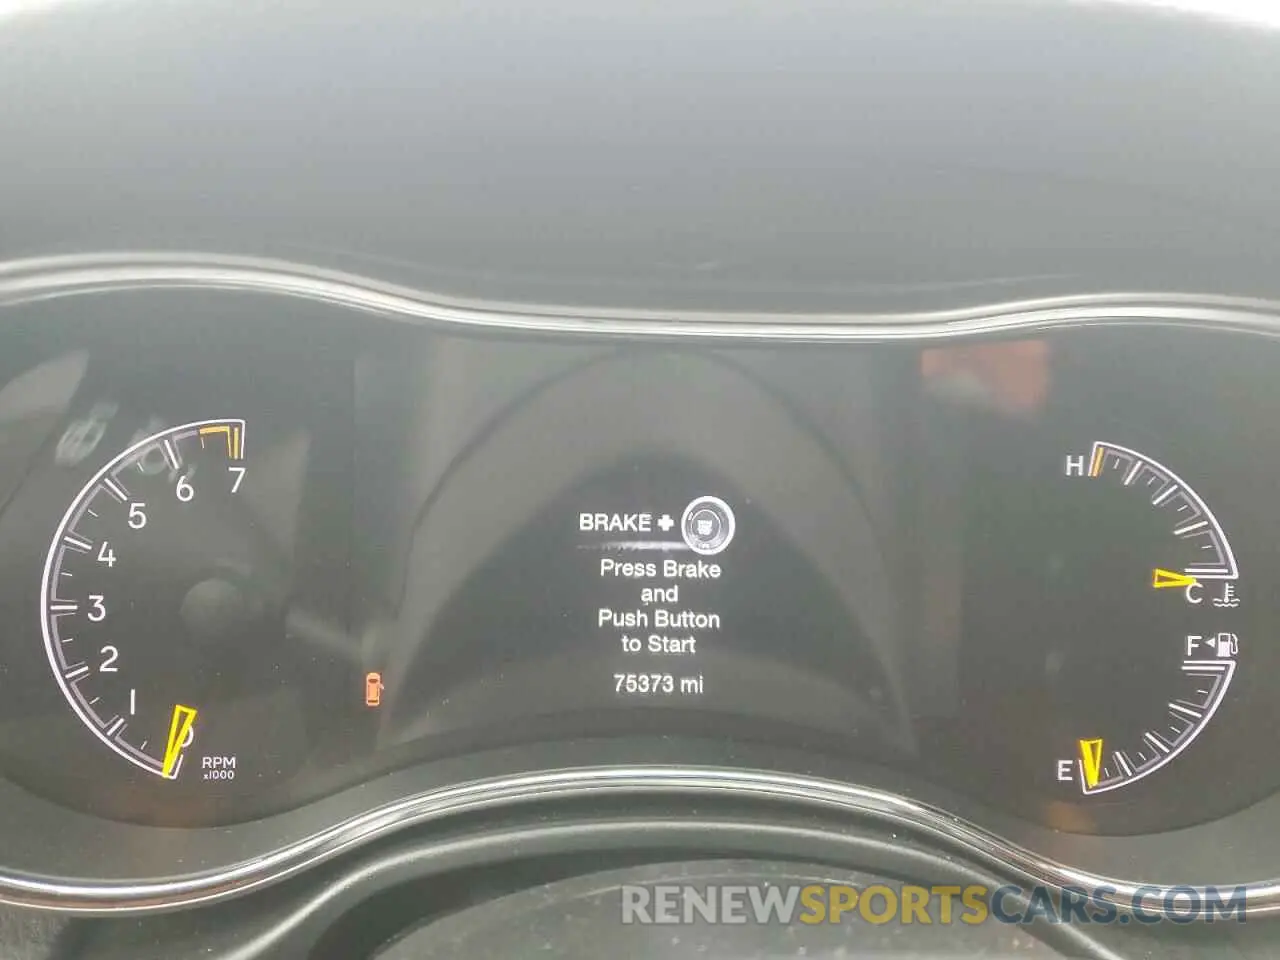 7
6
5
4
3
2
1
0
RPM
x1000
BRAKE +
Press Brake
and
Push Button
to Start
75373 mi
H
C
F
E
RENEWSPORTSCARS.COM